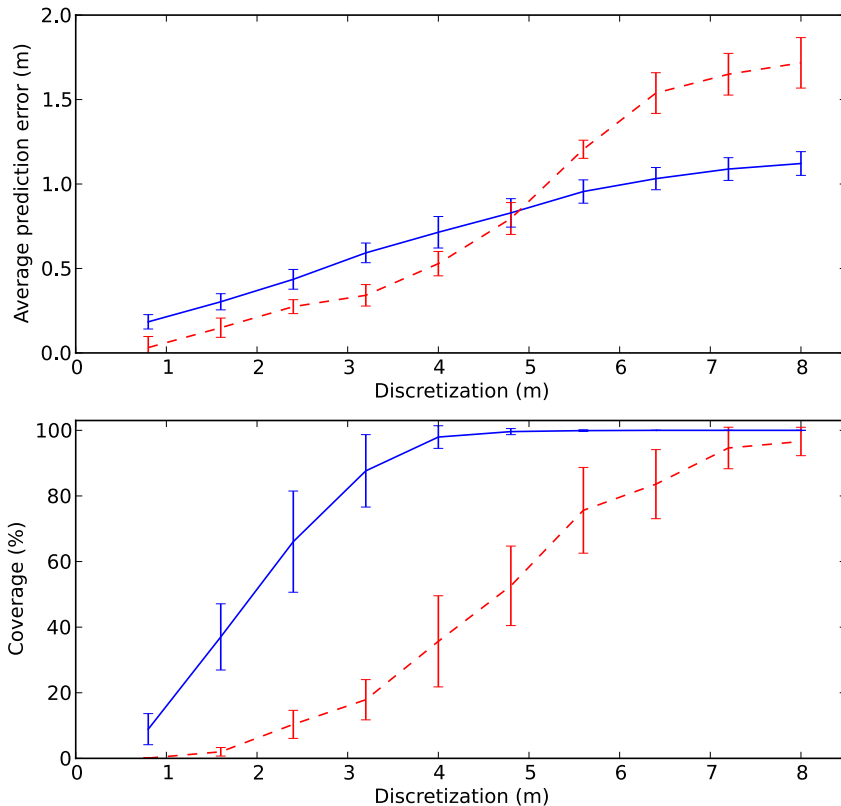 2.0
1.5
1.0
0.5
0.0
Average prediction error (m)
0 1 2 3 4 5 6 7 8
Discretization (m)
100
80
60
40
20
0
Coverage (%)
0 1 2 3 4 5 6 7 8
Discretization (m)